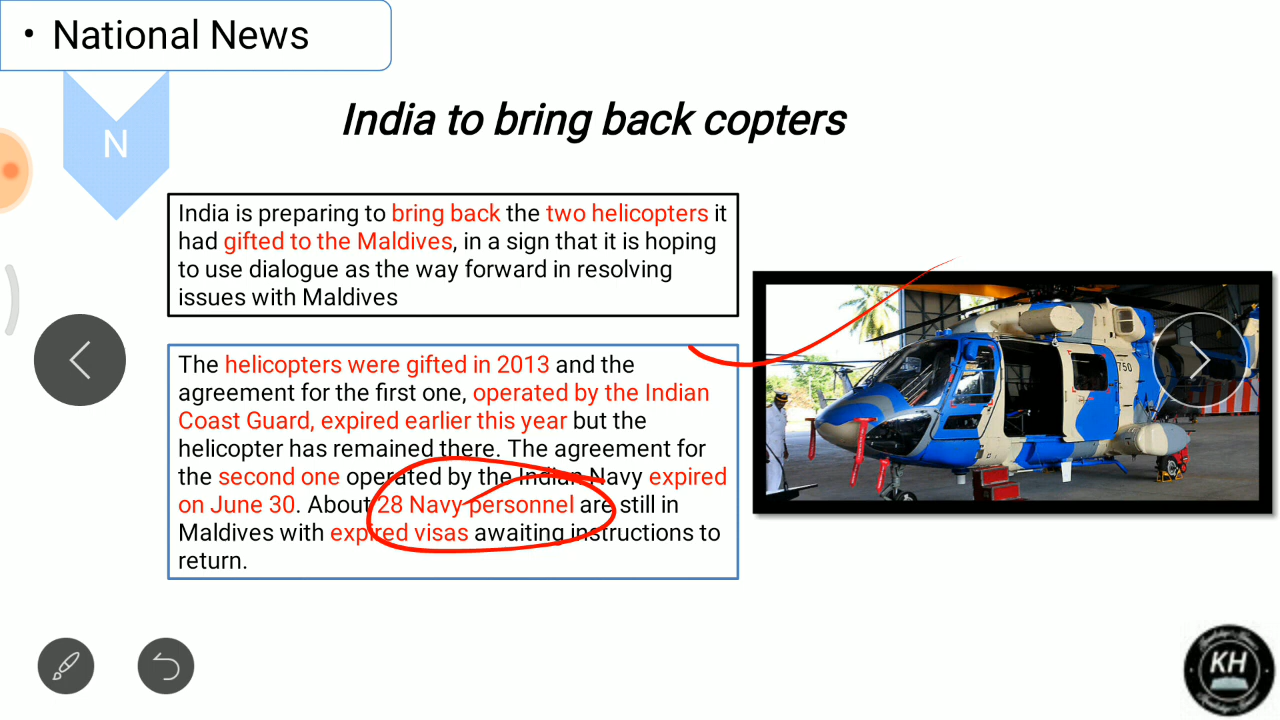 • National News
N
India to bring back copters
India is preparing to bring back the two helicopters it
had gifted to the Maldives, in a sign that it is hoping
to use dialogue as the way forward in resolving
issues with Maldives
The helicopters were gifted in 2013 and the
agreement for the first one, operated by the Indian
Coast Guard, expired earlier this year but the
helicopter has remained there. The agreement for
the second one operated by the Indian Navy expired
on June 30. About 28 Navy personnel are still in
Maldives with expired visas awaiting instructions to
return.
750
KH